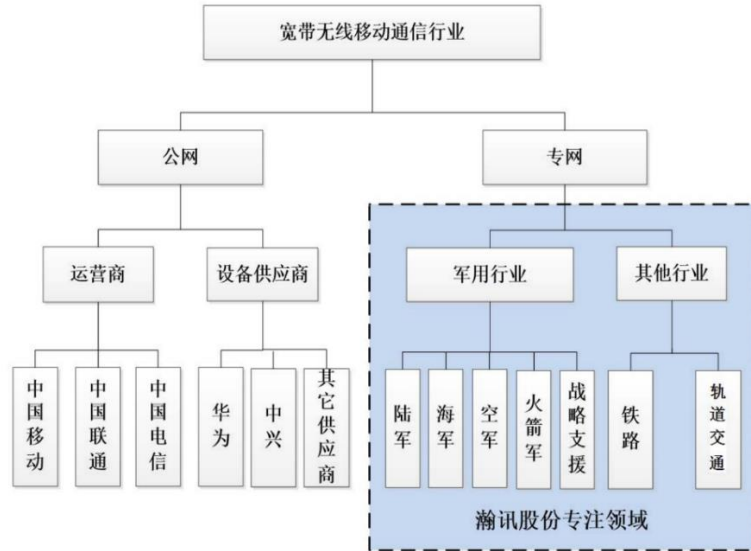 宽带无线移动通信行业
公网
专网
运营商
设备供应商
军用行业
其他行业
中国移动
中国联通
中国电信
华为
中兴
其它供应商
陆军
海军
空军
火箭军
战略支援
铁路
轨道交通
瀚讯股份专注领域